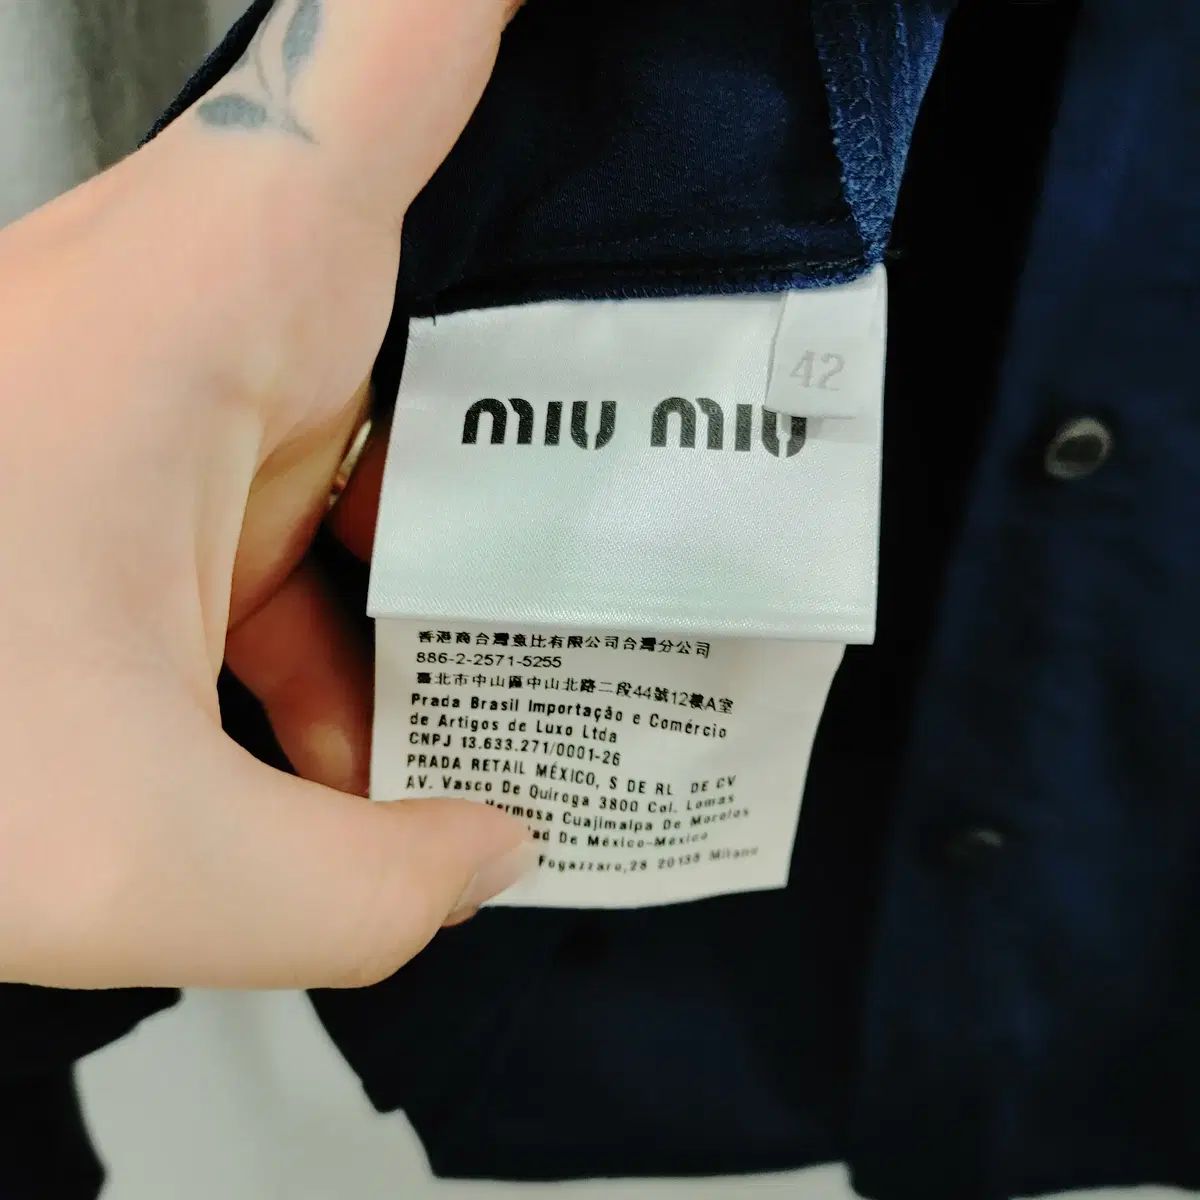 42
miu miu
香港商台灣意比有限公司台灣分公司
886-2-2571-5255
臺北市中山區中山北路二段44號12樓A室
Prada Brasil Importação e Comércio
de Artigos de Luxo Ltda
CNPJ 13.633.271/0001-26
PRADA RETAIL MÉXICO, S DE RL DE CV
AV. Vasco De Quiroga 3800 Col. Lomas
Hermosa Cuajimalpa De Morelos
dad De México-México
Fogazzaro,28 20135 Milano